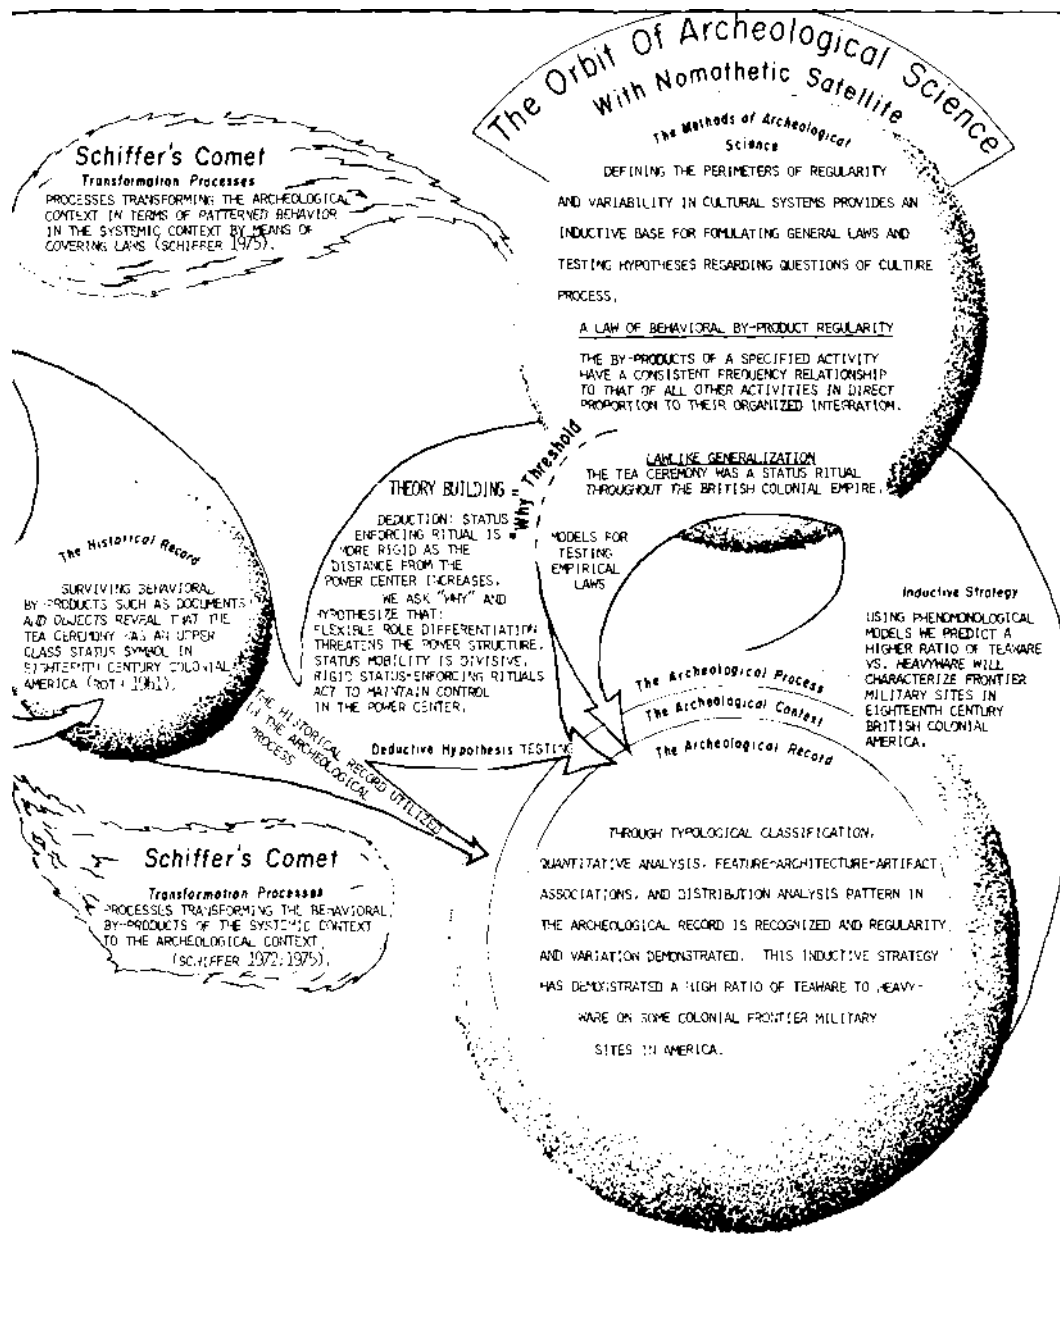 The Orbit Of Archeological Science
With Nomothetic Satellite
The Methods of Archeological
Science
DEFINING THE PERIMETERS OF REGULARITY
AND VARIABILITY IN CULTURAL SYSTEMS PROVIDES AN
INDUCTIVE BASE FOR FOMULATING GENERAL LAWS AND
TESTING HYPOTHESES REGARDING QUESTIONS OF CULTURE
PROCESS.
A LAW OF BEHAVIORAL BY-PRODUCT REGULARITY
THE BY-PRODUCTS OF A SPECIFIED ACTIVITY
HAVE A CONSISTENT FREQUENCY RELATIONSHIP
TO THAT OF ALL OTHER ACTIVITIES IN DIRECT
PROPORTION TO THEIR ORGANIZED INTEGRATION.
LAWLIKE GENERALIZATION
THE TEA CEREMONY WAS A STATUS RITUAL
THROUGHOUT THE BRITISH COLONIAL EMPIRE.
Schiffer's Comet
Transformation Processes
PROCESSES TRANSFORMING THE ARCHEOLOGICAL
CONTEXT IN TERMS OF PATTERNED BEHAVIOR
IN THE SYSTEMIC CONTEXT BY MEANS OF
COVERING LAWS (SCHIFFER 1975).
The Historical Record
SURVIVING BEHAVIORAL
BY-PRODUCTS SUCH AS DOCUMENTS
AND OBJECTS REVEAL THAT THE
TEA CEREMONY WAS AN UPPER
CLASS STATUS SYMBOL IN
EIGHTEENTH CENTURY COLONIAL
AMERICA (ROTH 1961).
THEORY BUILDING
DEDUCTION: STATUS
ENFORCING RITUAL IS
MORE RIGID AS THE
DISTANCE FROM THE
POWER CENTER INCREASES.
WE ASK "WHY" AND
HYPOTHESIZE THAT:
FLEXIBLE ROLE DIFFERENTIATION
THREATENS THE POWER STRUCTURE.
STATUS MOBILITY IS DIVISIVE.
RIGID STATUS-ENFORCING RITUALS
ACT TO MAINTAIN CONTROL
IN THE POWER CENTER.
"Why" Threshold
MODELS FOR
TESTING
EMPIRICAL
LAWS
Inductive Strategy
USING PHENOMONOLOGICAL
MODELS WE PREDICT A
HIGHER RATIO OF TEAWARE
VS. HEAVYWARE WILL
CHARACTERIZE FRONTIER
MILITARY SITES IN
EIGHTEENTH CENTURY
BRITISH COLONIAL
AMERICA.
THE HISTORICAL RECORD UTILIZED
IN THE ARCHEOLOGICAL
PROCESS
Deductive Hypothesis TESTING
The Archeological Process
The Archeological Context
The Archeological Record
THROUGH TYPOLOGICAL CLASSIFICATION,
QUANTITATIVE ANALYSIS, FEATURE-ARCHITECTURE-ARTIFACT
ASSOCIATIONS, AND DISTRIBUTION ANALYSIS PATTERN IN
THE ARCHEOLOGICAL RECORD IS RECOGNIZED AND REGULARITY
AND VARIATION DEMONSTRATED. THIS INDUCTIVE STRATEGY
HAS DEMONSTRATED A HIGH RATIO OF TEAWARE TO HEAVY-
WARE ON SOME COLONIAL FRONTIER MILITARY
SITES IN AMERICA.
Schiffer's Comet
Transformation Processes
PROCESSES TRANSFORMING THE BEHAVIORAL
BY-PRODUCTS OF THE SYSTEMIC CONTEXT
TO THE ARCHEOLOGICAL CONTEXT
(SCHIFFER 1972;1975).